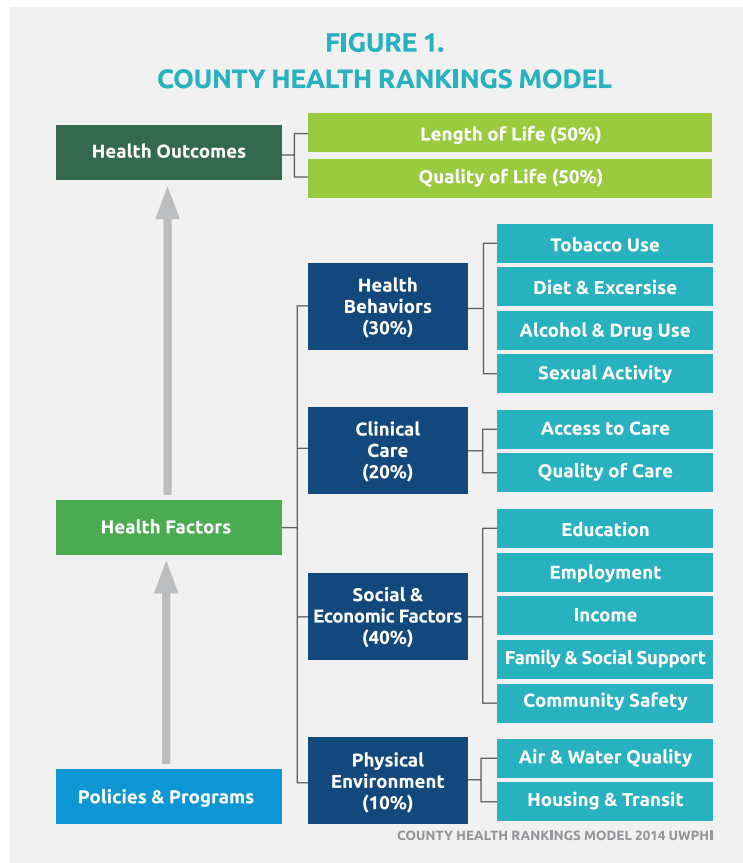 FIGURE 1.
COUNTY HEALTH RANKINGS MODEL
Health Outcomes
Length of Life (50%)
Quality of Life (50%)
Health Factors
Health
Behaviors
(30%)
Tobacco Use
Diet & Excersise
Alcohol & Drug Use
Sexual Activity
Clinical
Care
(20%)
Access to Care
Quality of Care
Social &
Economic Factors
(40%)
Education
Employment
Income
Family & Social Support
Community Safety
Physical
Environment
(10%)
Air & Water Quality
Housing & Transit
Policies & Programs
COUNTY HEALTH RANKINGS MODEL 2014 UWPHI